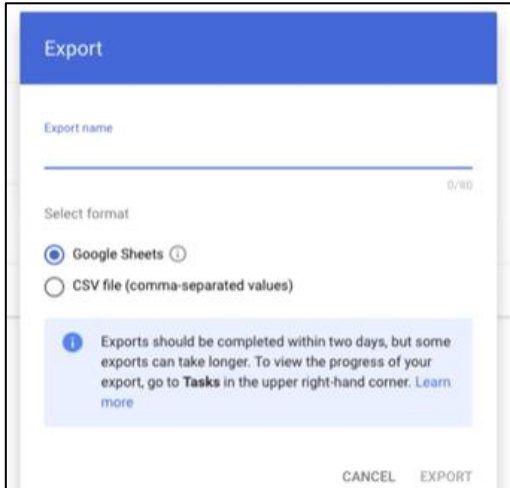 Export
Export name
0/80
Select format
Google Sheets
CSV file (comma-separated values)
Exports should be completed within two days, but some
exports can take longer. To view the progress of your
export, go to Tasks in the upper right-hand corner. Learn
more
CANCEL EXPORT